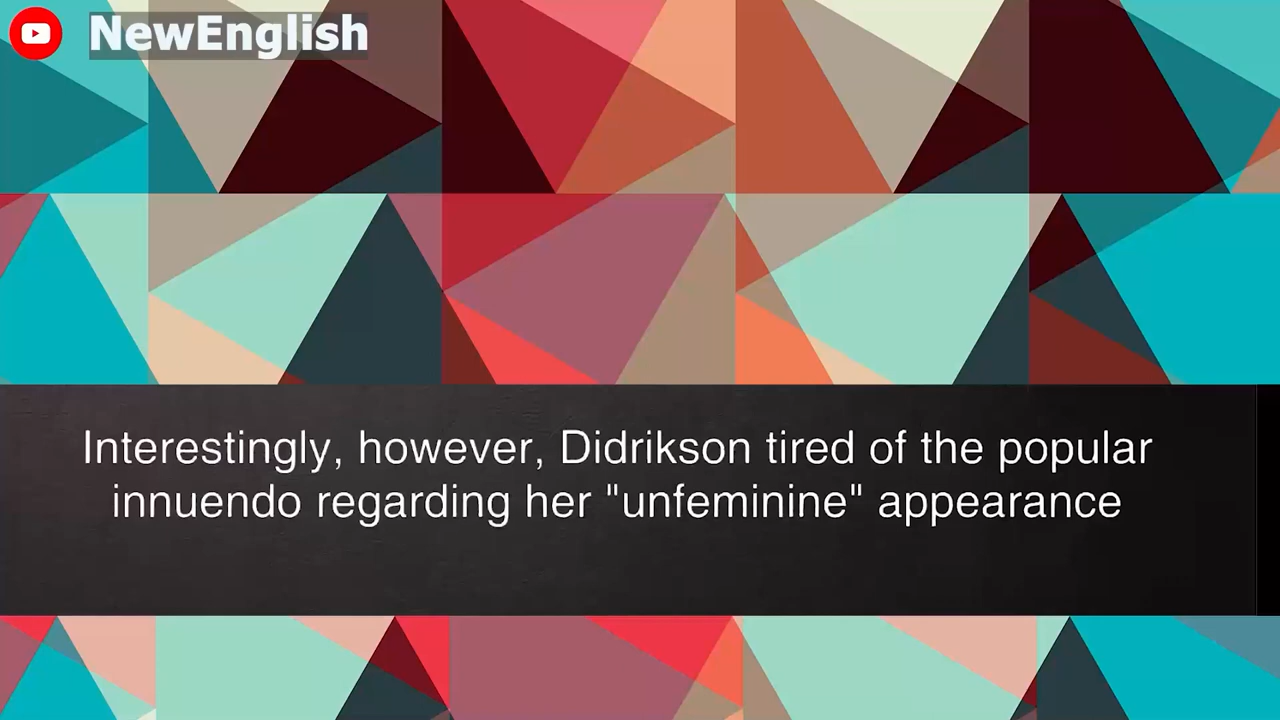 NewEnglish
Interestingly, however, Didrikson tired of the popular
innuendo regarding her "unfeminine" appearance